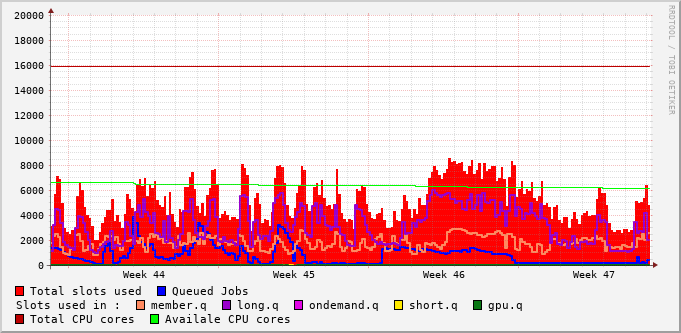 20000
18000
16000
14000
12000
10000
8000
6000
4000
2000
0
Week 44 Week 45 Week 46 Week 47
Total slots used Queued Jobs
Slots used in : member.q long.q ondemand.q short.q gpu.q
Total CPU cores Availale CPU cores
RRDTOOL / TOBI OETIKER